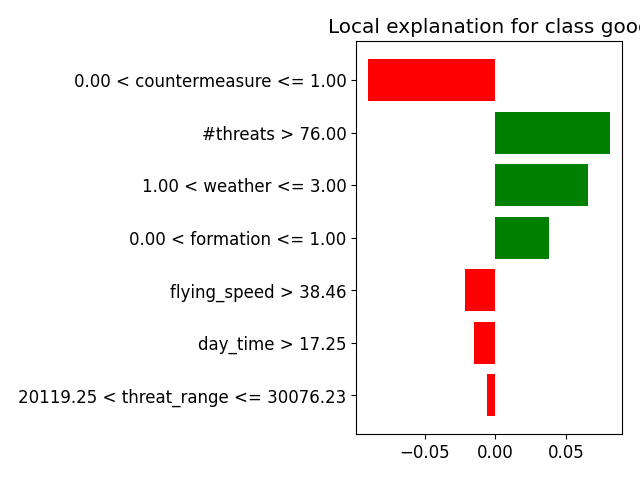 Local explanation for class good
0.00 < countermeasure <= 1.00
#threats > 76.00
1.00 < weather <= 3.00
0.00 < formation <= 1.00
flying_speed > 38.46
day_time > 17.25
20119.25 < threat_range <= 30076.23
−0.05 0.00 0.05